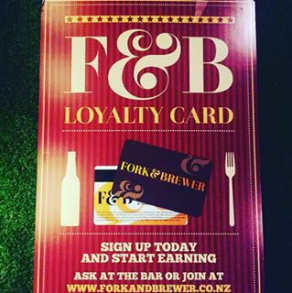 F&B
LOYALTY CARD
FORK & BREWER
F & B
SIGN UP TODAY
AND START EARNING
ASK AT THE BAR OR JOIN AT
WWW.FORKANDBREWER.CO.NZ